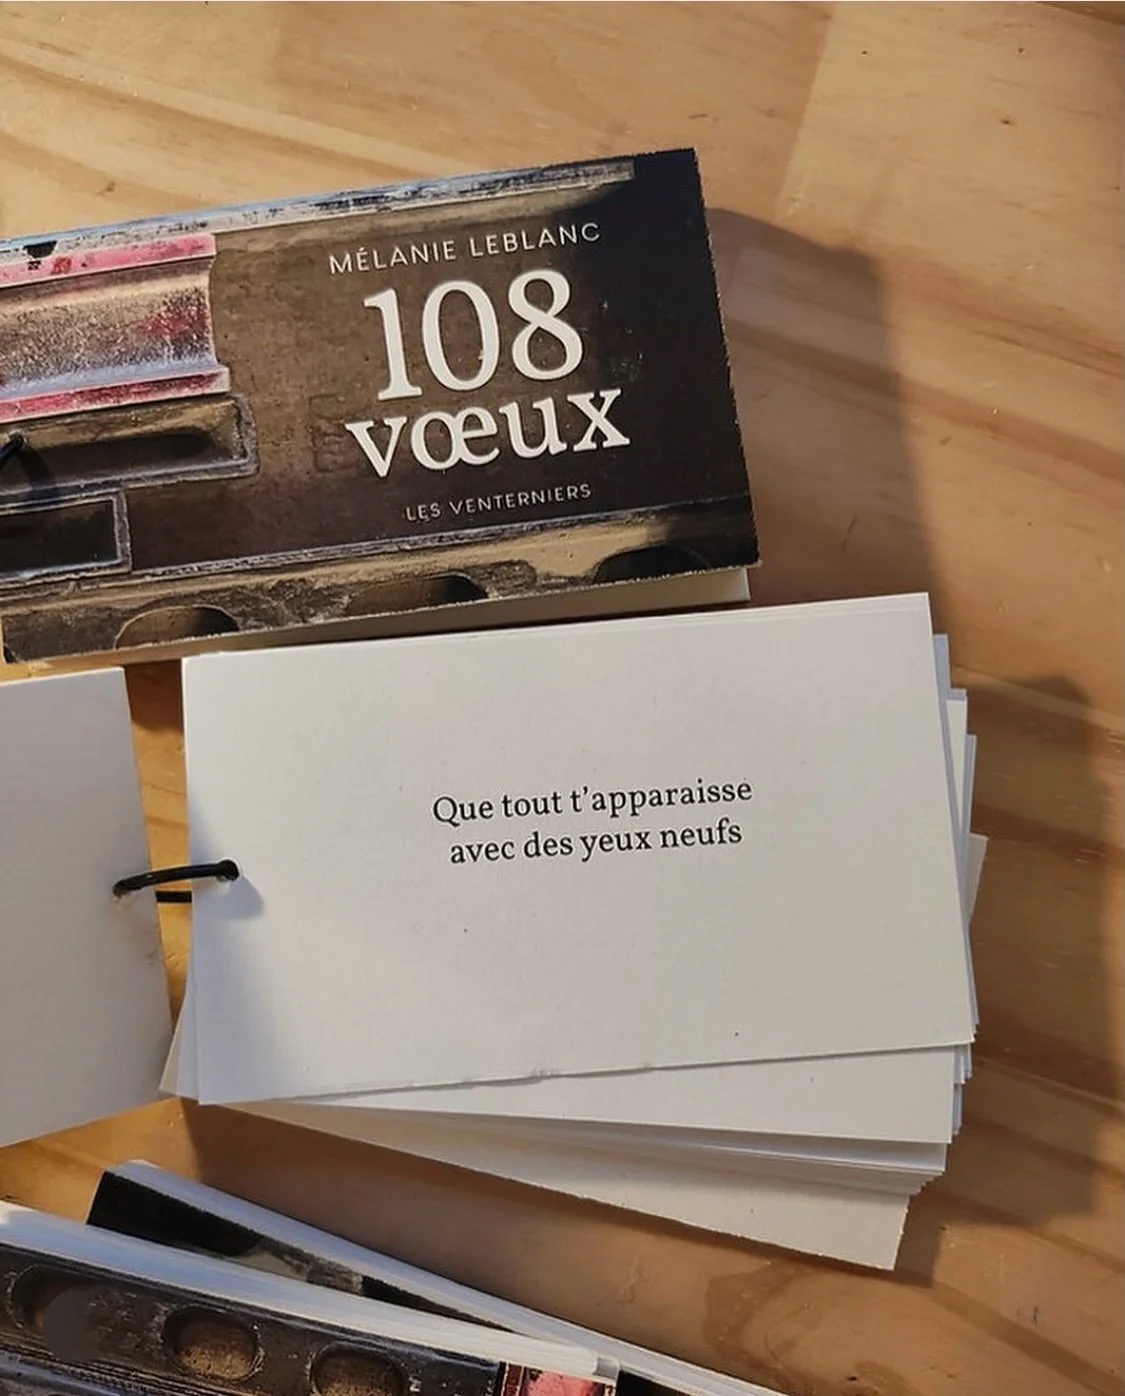 MÉLANIE LEBLANC
108
vœux
LES VENTERNIERS
Que tout t’apparaisse
avec des yeux neufs